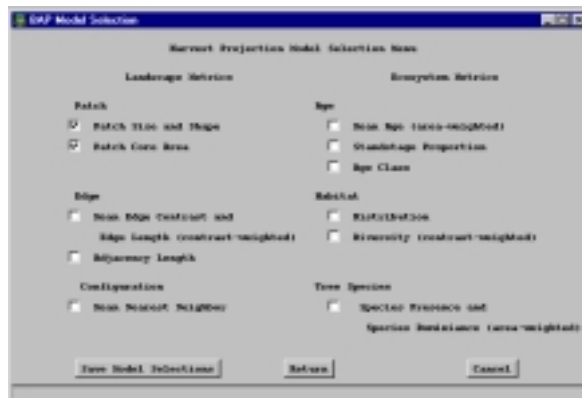 BAP Model Selection
Harvest Projection Model Selection Menu
Landscape Metrics
Ecosystem Metrics
Patch
Patch Size and Shape
Patch Core Area
Age
Mean Age (area-weighted)
Standstage Proportion
Age Class
Edge
Mean Edge Contrast and
Edge Length (contrast-weighted)
Adjacency Length
Habitat
Distribution
Diversity (contrast-weighted)
Configuration
Mean Nearest Neighbor
Tree Species
Species Presence and
Species Dominance (area-weighted)
Save Model Selections
Return
Cancel